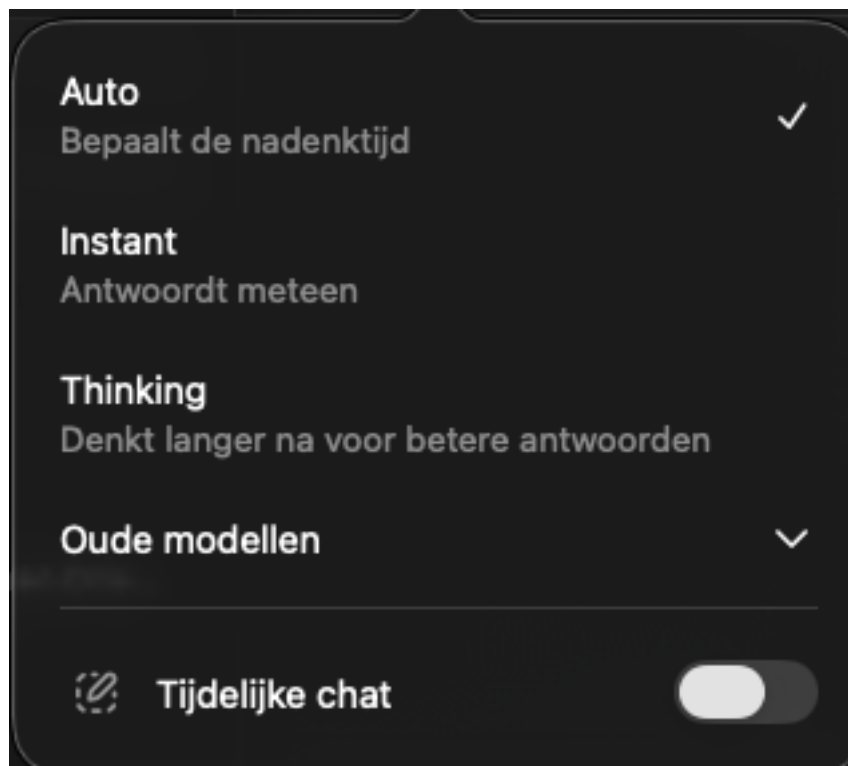 Auto
Bepaalt de nadenktijd
Instant
Antwoordt meteen
Thinking
Denkt langer na voor betere antwoorden
Oude modellen
Tijdelijke chat